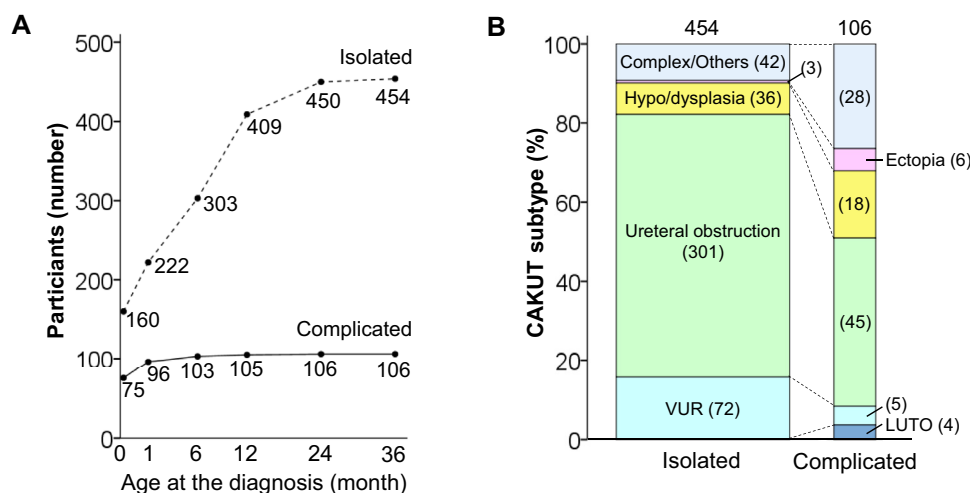 A
Particiants (number)
500
400
300
200
100
0
Isolated
160
222
303
409
450
454
Complicated
75
96
103
105
106
106
0 1 6 12 24 36
Age at the diagnosis (month)
B
CAKUT subtype (%)
100
80
60
40
20
0
454
106
Complex/Others (42)
(3)
Hypo/dysplasia (36)
Ureteral obstruction
(301)
VUR (72)
(28)
Ectopia (6)
(18)
(45)
(5)
LUTO (4)
Isolated
Complicated